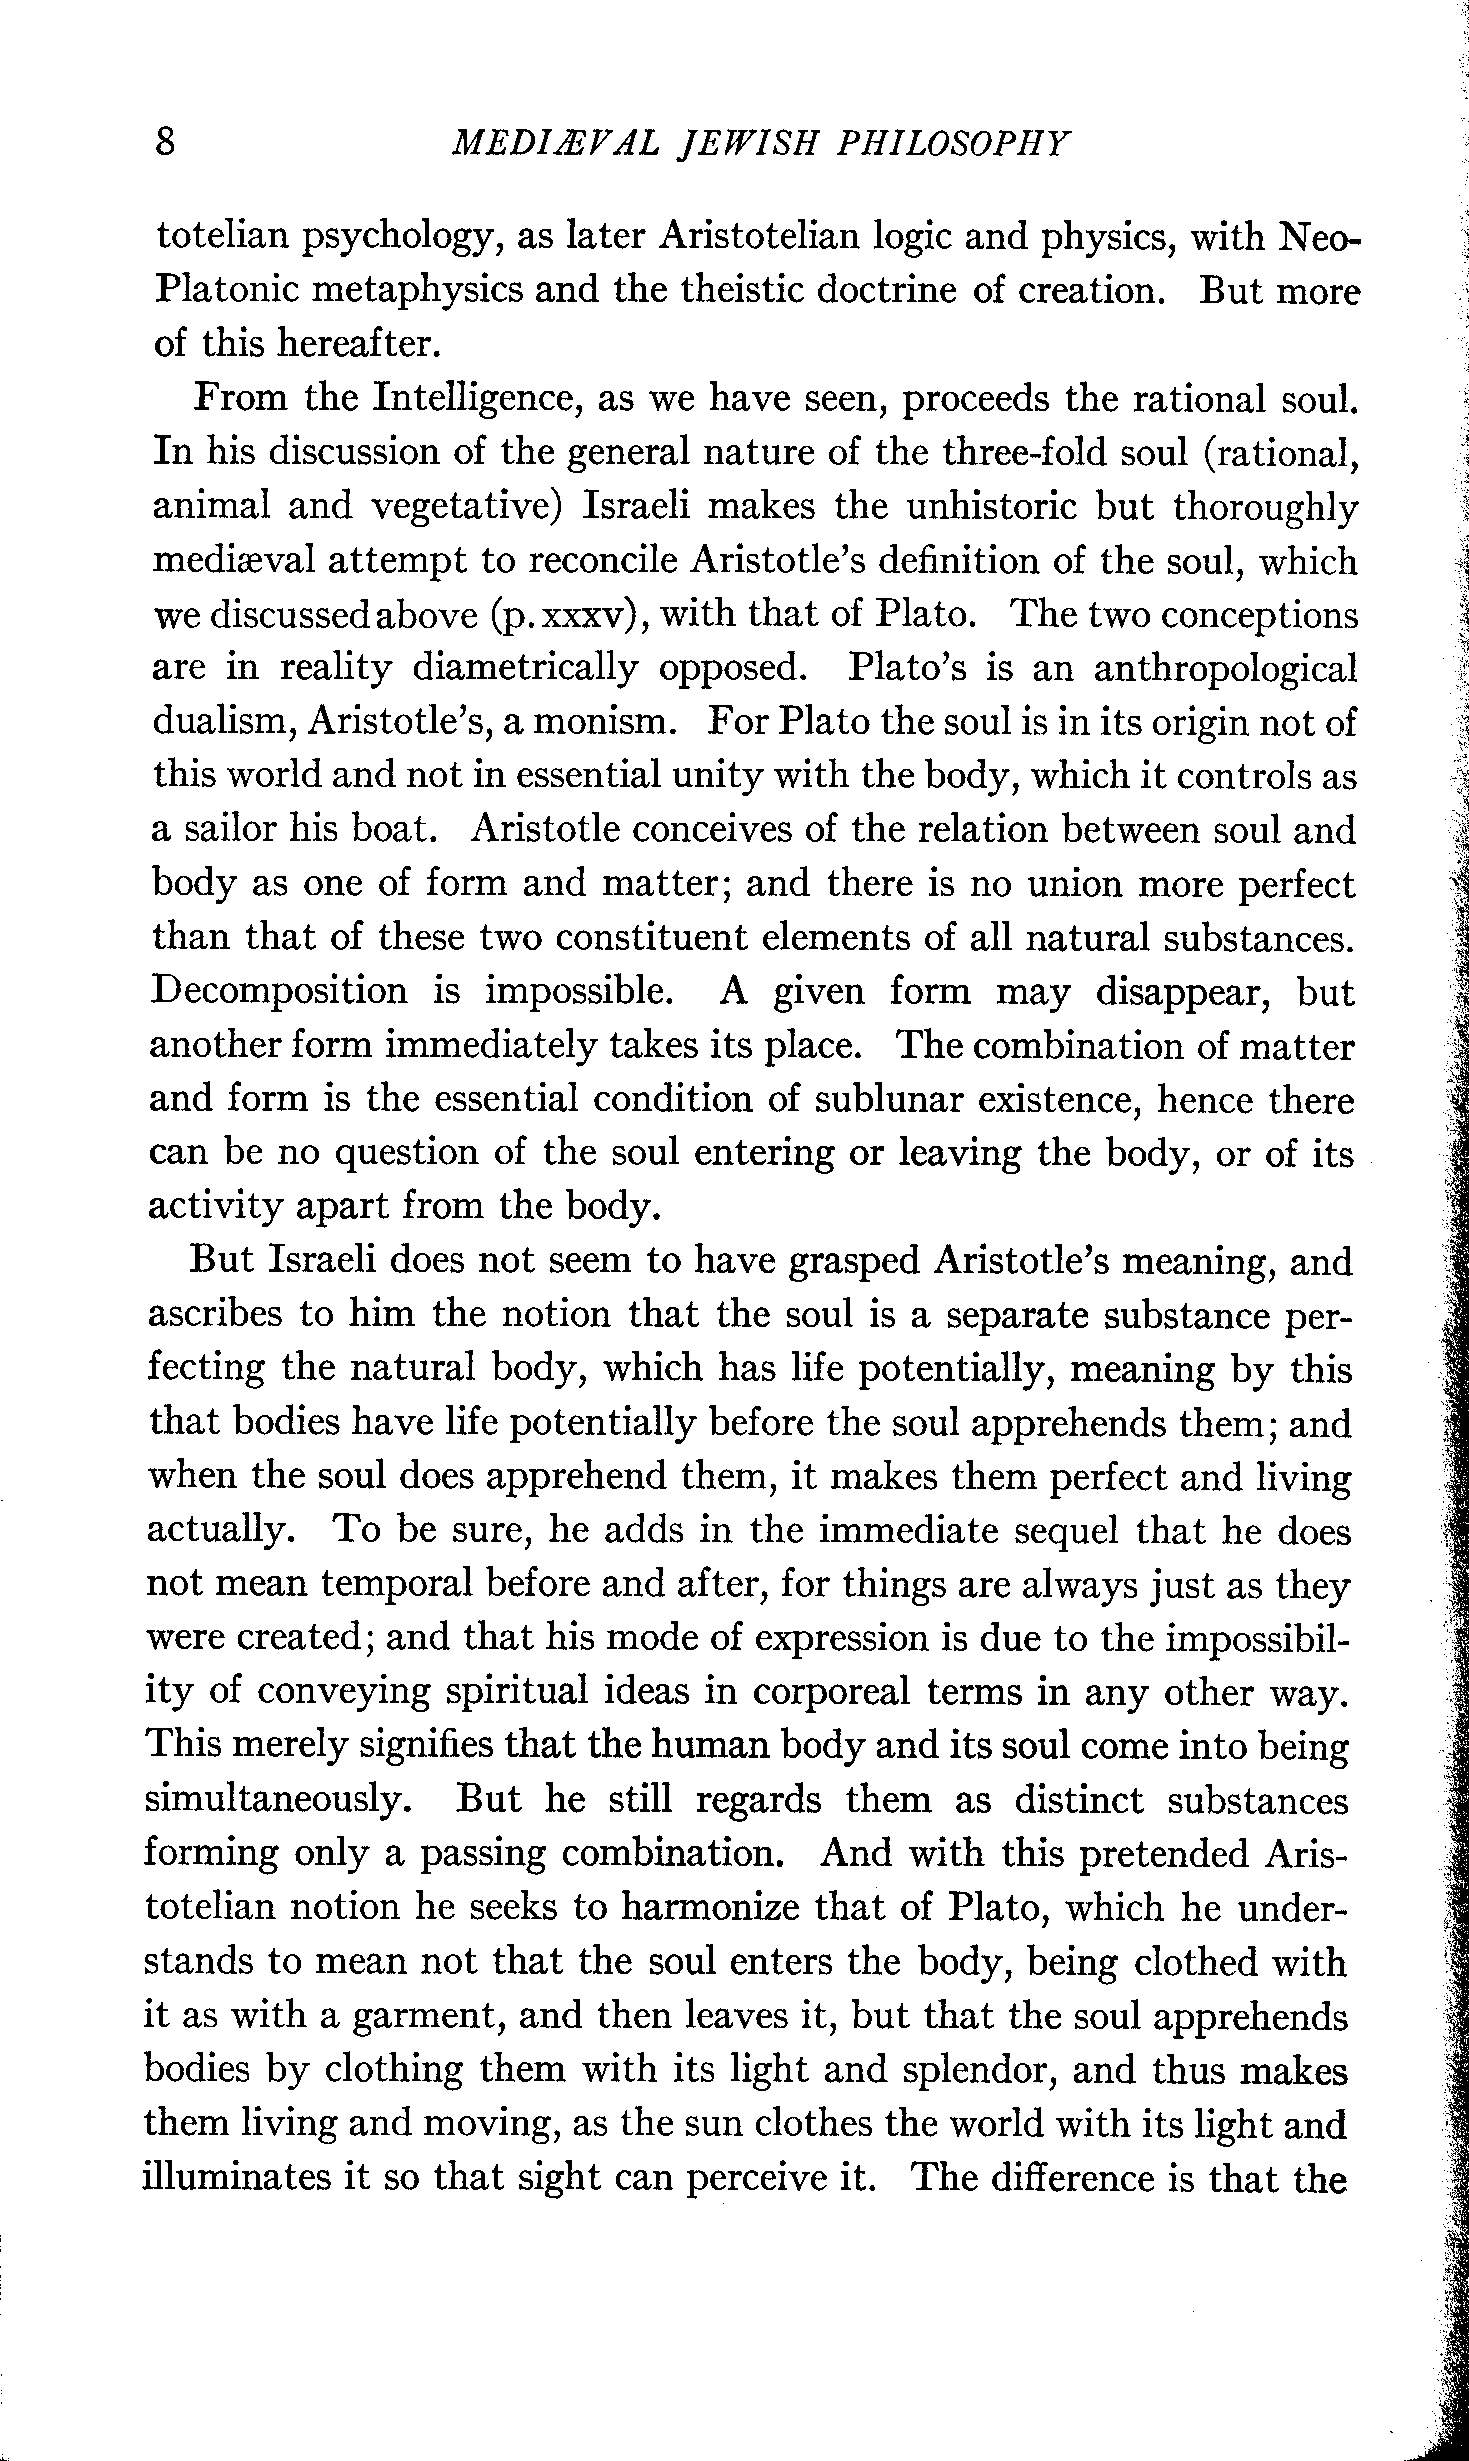 8 MEDIÆVAL JEWISH PHILOSOPHY
totelian psychology, as later Aristotelian logic and physics, with Neo-
Platonic metaphysics and the theistic doctrine of creation. But more
of this hereafter.
From the Intelligence, as we have seen, proceeds the rational soul.
In his discussion of the general nature of the three-fold soul (rational,
animal and vegetative) Israeli makes the unhistoric but thoroughly
mediæval attempt to reconcile Aristotle's definition of the soul, which
we discussed above (p. xxxv), with that of Plato. The two conceptions
are in reality diametrically opposed. Plato's is an anthropological
dualism, Aristotle's, a monism. For Plato the soul is in its origin not of
this world and not in essential unity with the body, which it controls as
a sailor his boat. Aristotle conceives of the relation between soul and
body as one of form and matter; and there is no union more perfect
than that of these two constituent elements of all natural substances.
Decomposition is impossible. A given form may disappear, but
another form immediately takes its place. The combination of matter
and form is the essential condition of sublunar existence, hence there
can be no question of the soul entering or leaving the body, or of its
activity apart from the body.
But Israeli does not seem to have grasped Aristotle's meaning, and
ascribes to him the notion that the soul is a separate substance per-
fecting the natural body, which has life potentially, meaning by this
that bodies have life potentially before the soul apprehends them; and
when the soul does apprehend them, it makes them perfect and living
actually. To be sure, he adds in the immediate sequel that he does
not mean temporal before and after, for things are always just as they
were created; and that his mode of expression is due to the impossibil-
ity of conveying spiritual ideas in corporeal terms in any other way.
This merely signifies that the human body and its soul come into being
simultaneously. But he still regards them as distinct substances
forming only a passing combination. And with this pretended Aris-
totelian notion he seeks to harmonize that of Plato, which he under-
stands to mean not that the soul enters the body, being clothed with
it as with a garment, and then leaves it, but that the soul apprehends
bodies by clothing them with its light and splendor, and thus makes
them living and moving, as the sun clothes the world with its light and
illuminates it so that sight can perceive it. The difference is that the